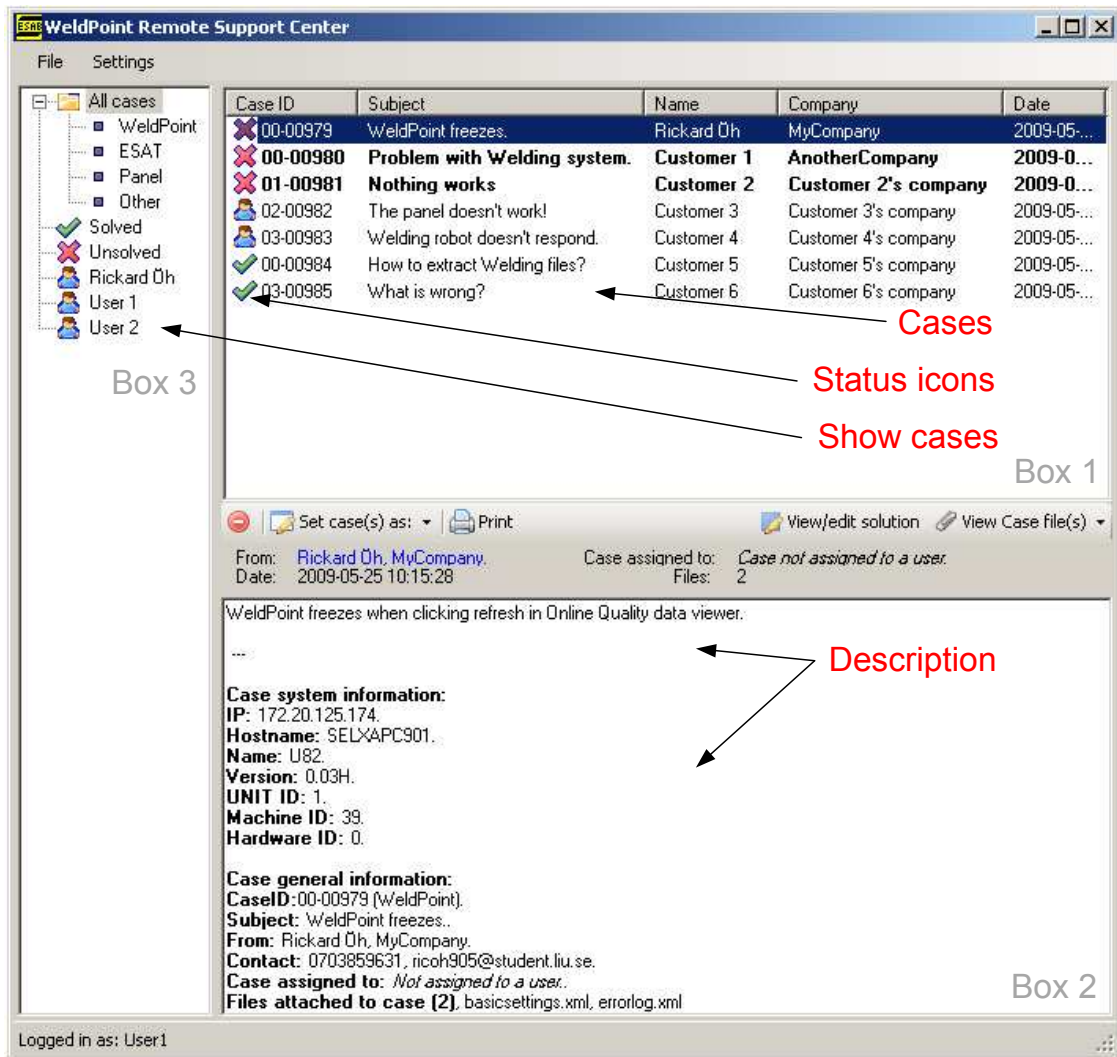 ESAB WeldPoint Remote Support Center
File Settings
All cases
WeldPoint
ESAT
Panel
Other
Solved
Unsolved
Rickard Öh
User 1
User 2
Box 3
Case ID Subject Name Company Date
00-00979 WeldPoint freezes. Rickard Öh MyCompany 2009-05-...
00-00980 Problem with Welding system. Customer 1 AnotherCompany 2009-0...
01-00981 Nothing works Customer 2 Customer 2's company 2009-0...
02-00982 The panel doesn't work! Customer 3 Customer 3's company 2009-05-...
03-00983 Welding robot doesn't respond. Customer 4 Customer 4's company 2009-05-...
00-00984 How to extract Welding files? Customer 5 Customer 5's company 2009-05-...
03-00985 What is wrong? Customer 6 Customer 6's company 2009-05-...
Cases
Status icons
Show cases
Box 1
Set case(s) as: Print View/edit solution View Case file(s)
From: Rickard Öh, MyCompany. Case assigned to: Case not assigned to a user.
Date: 2009-05-25 10:15:28 Files: 2
WeldPoint freezes when clicking refresh in Online Quality data viewer.
---
Description
Case system information:
IP: 172.20.125.174.
Hostname: SELXAPC901.
Name: U82.
Version: 0.03H.
UNIT ID: 1.
Machine ID: 39.
Hardware ID: 0.
Case general information:
CaseID:00-00979 (WeldPoint).
Subject: WeldPoint freezes..
From: Rickard Öh, MyCompany.
Contact: 0703859631, ricoh905@student.liu.se.
Case assigned to: Not assigned to a user..
Files attached to case (2), basicsettings.xml, errorlog.xml
Box 2
Logged in as: User1